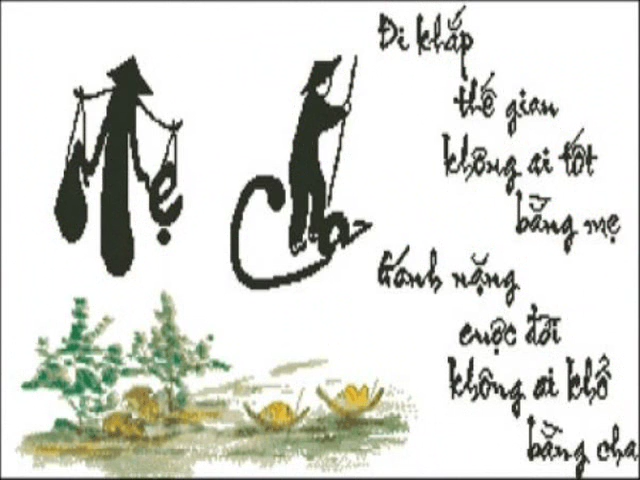 Mẹ Cha
Đi khắp
thế gian
không ai tốt
bằng mẹ
Gánh nặng
cuộc đời
không ai khổ
bằng cha